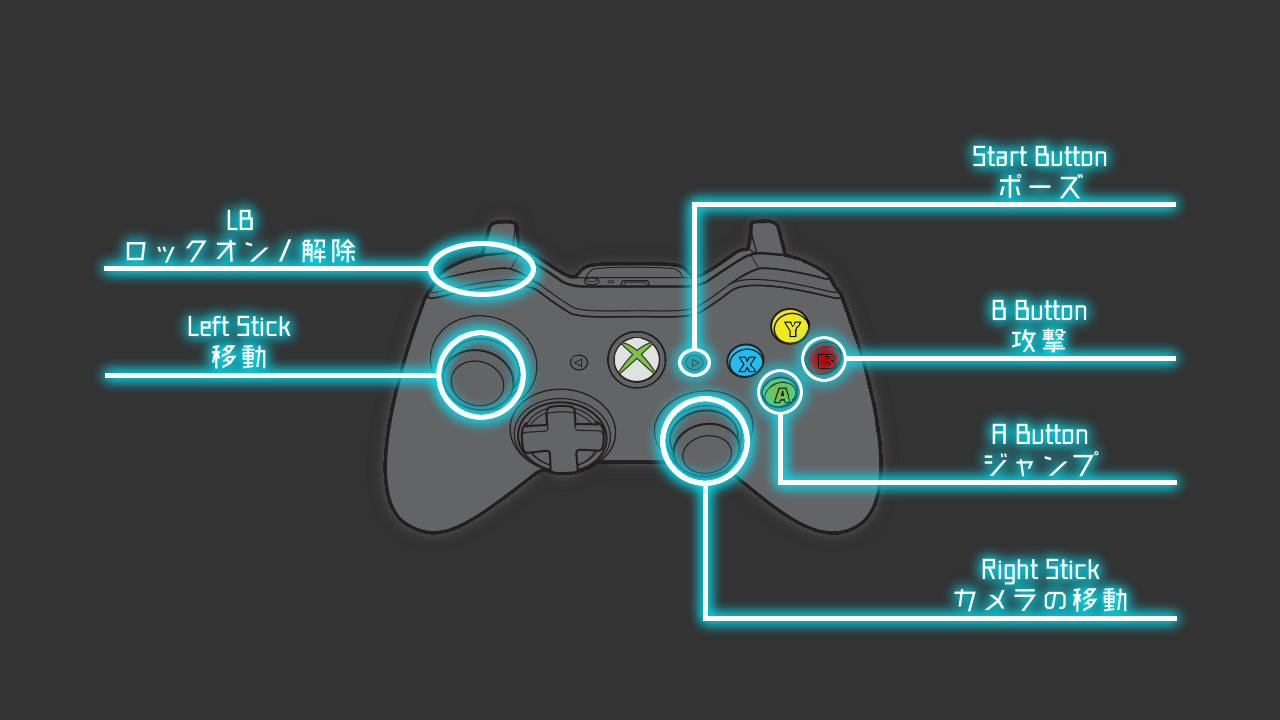 Start Button
ポーズ
LB
ロックオン/解除
B Button
攻撃
Left Stick
移動
Y
X
B
A
A Button
ジャンプ
Right Stick
カメラの移動